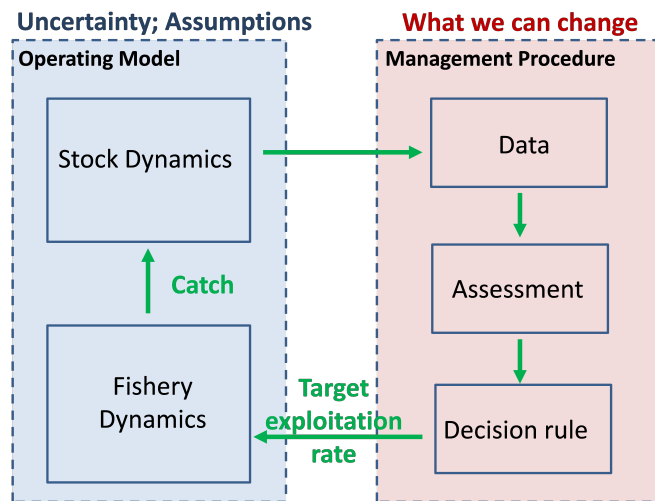 Uncertainty; Assumptions
What we can change
Operating Model
Management Procedure
Stock Dynamics
Data
Catch
Assessment
Fishery
Dynamics
Target
exploitation
rate
Decision rule